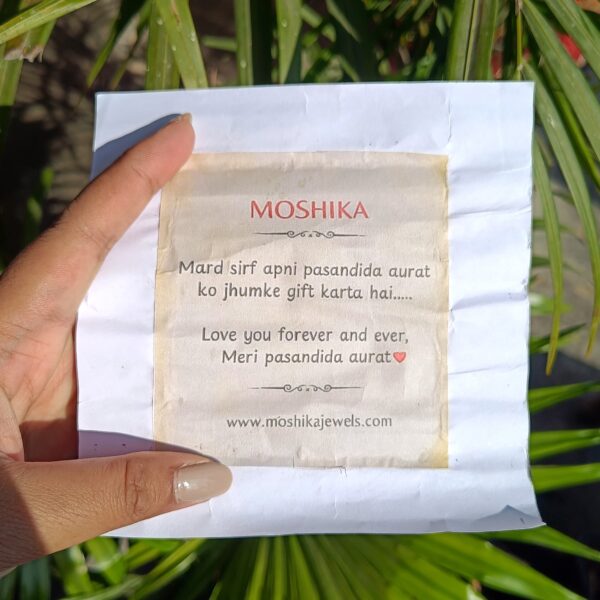 MOSHIKA
Mard sirf apni pasandida aurat
ko jhumke gift karta hai.....
Love you forever and ever,
Meri pasandida aurat❤
www.moshikajewels.com